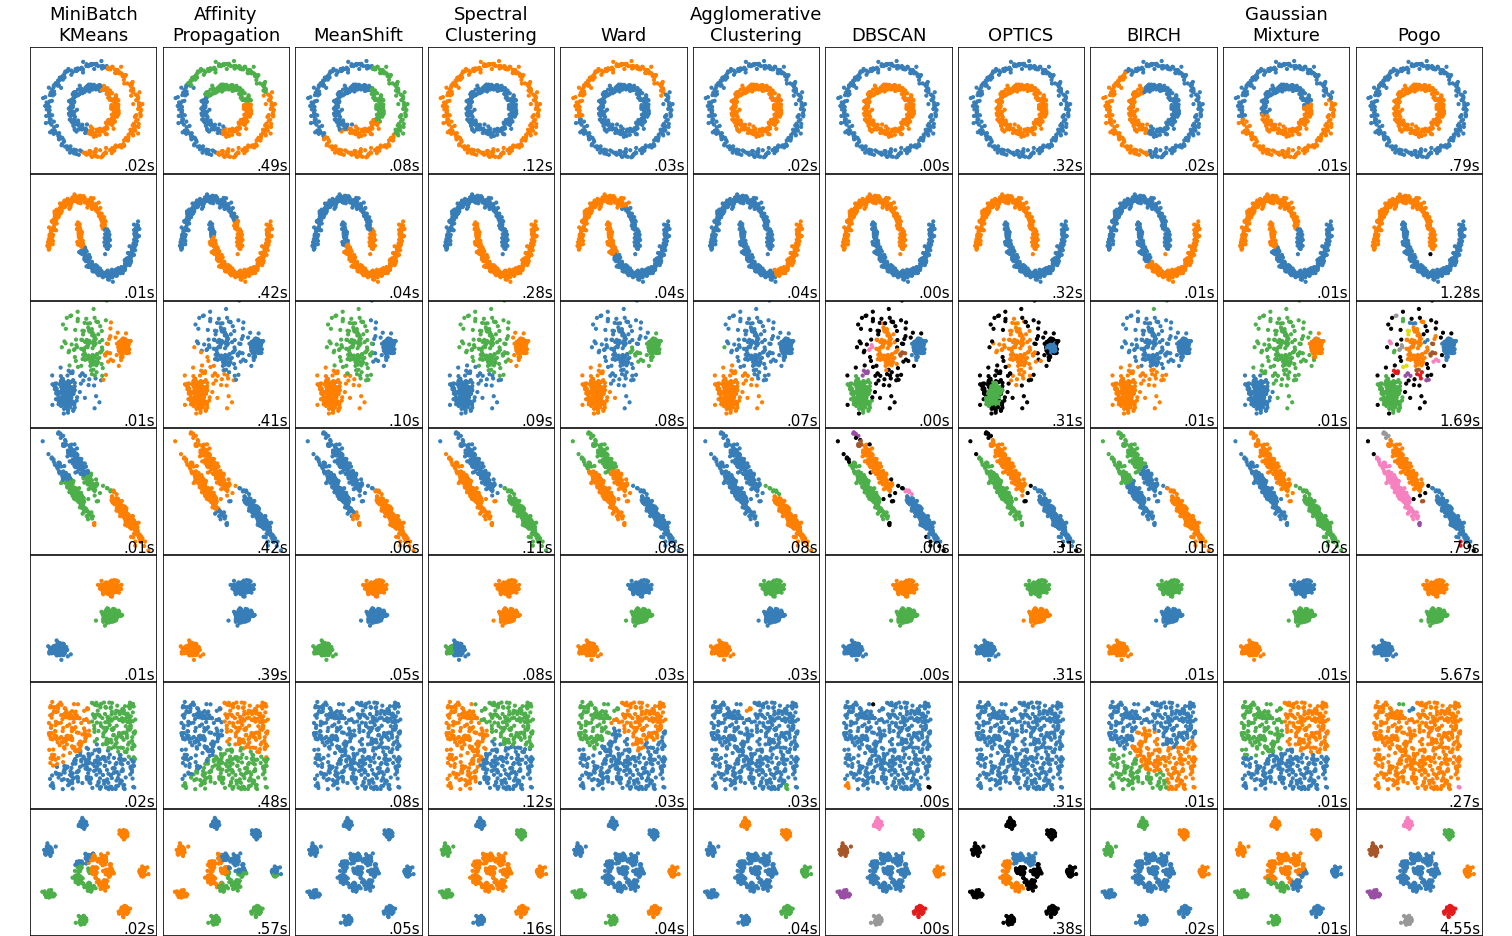 MiniBatch
KMeans
Affinity
Propagation
MeanShift
Spectral
Clustering
Ward
Agglomerative
Clustering
DBSCAN
OPTICS
BIRCH
Gaussian
Mixture
Pogo
.02s .49s .08s .12s .03s .02s .00s .32s .02s .01s .79s
.01s .42s .04s .28s .04s .04s .00s .32s .01s .01s 1.28s
.01s .41s .10s .09s .08s .07s .00s .31s .01s .01s 1.69s
.01s .42s .06s .11s .08s .08s .00s .31s .01s .02s .79s
.01s .39s .05s .08s .03s .03s .00s .31s .01s .01s 5.67s
.02s .48s .08s .12s .03s .03s .00s .31s .01s .01s .27s
.02s .57s .05s .16s .04s .04s .00s .38s .02s .01s 4.55s